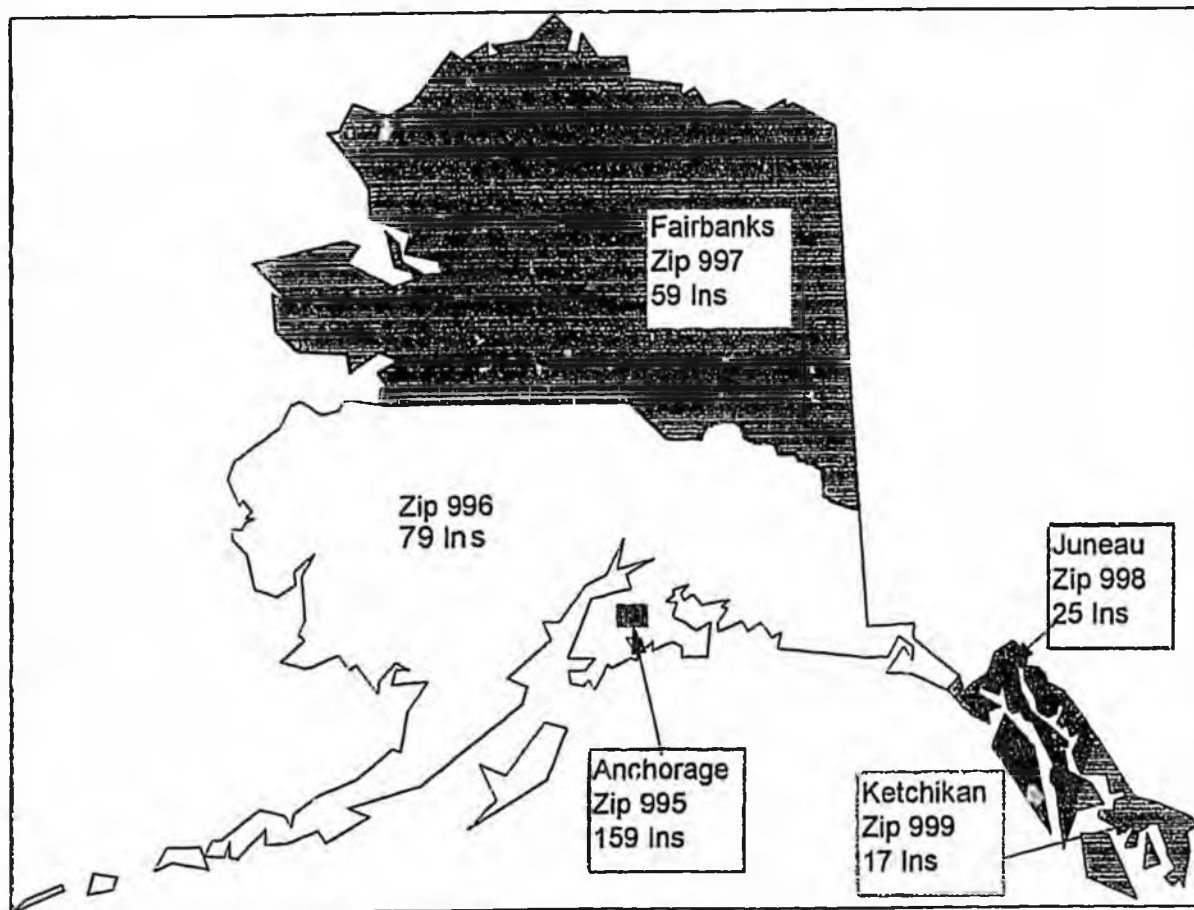 Fairbanks
Zip 997
59 Ins
Zip 996
79 Ins
Juneau
Zip 998
25 Ins
Anchorage
Zip 995
159 Ins
Ketchikan
Zip 999
17 Ins